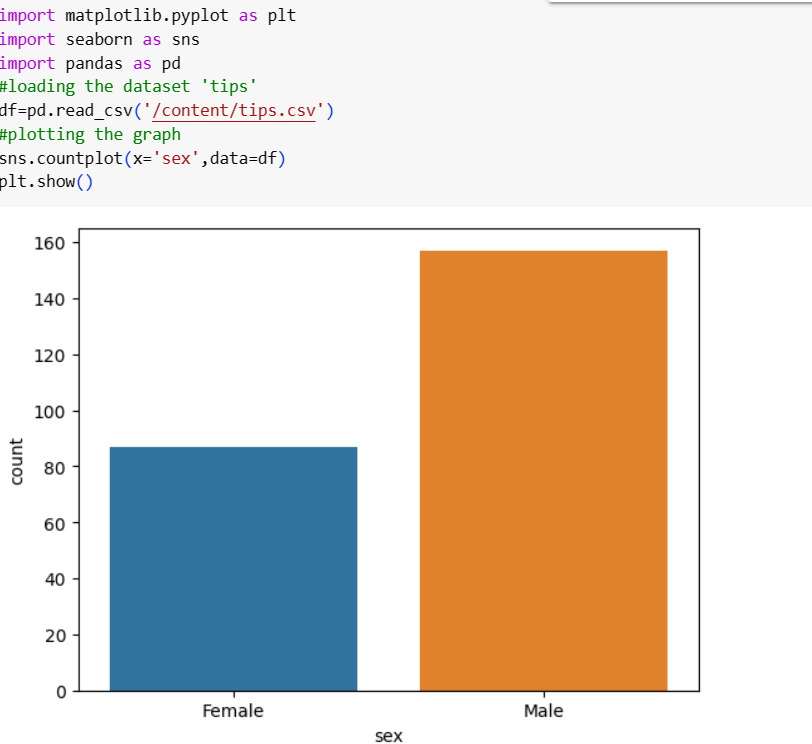 import matplotlib.pyplot as plt
import seaborn as sns
import pandas as pd
#loading the dataset 'tips'
df=pd.read_csv('/content/tips.csv')
#plotting the graph
sns.countplot(x='sex',data=df)
plt.show()
160
140
120
100
80
60
40
20
0
count
Female Male
sex